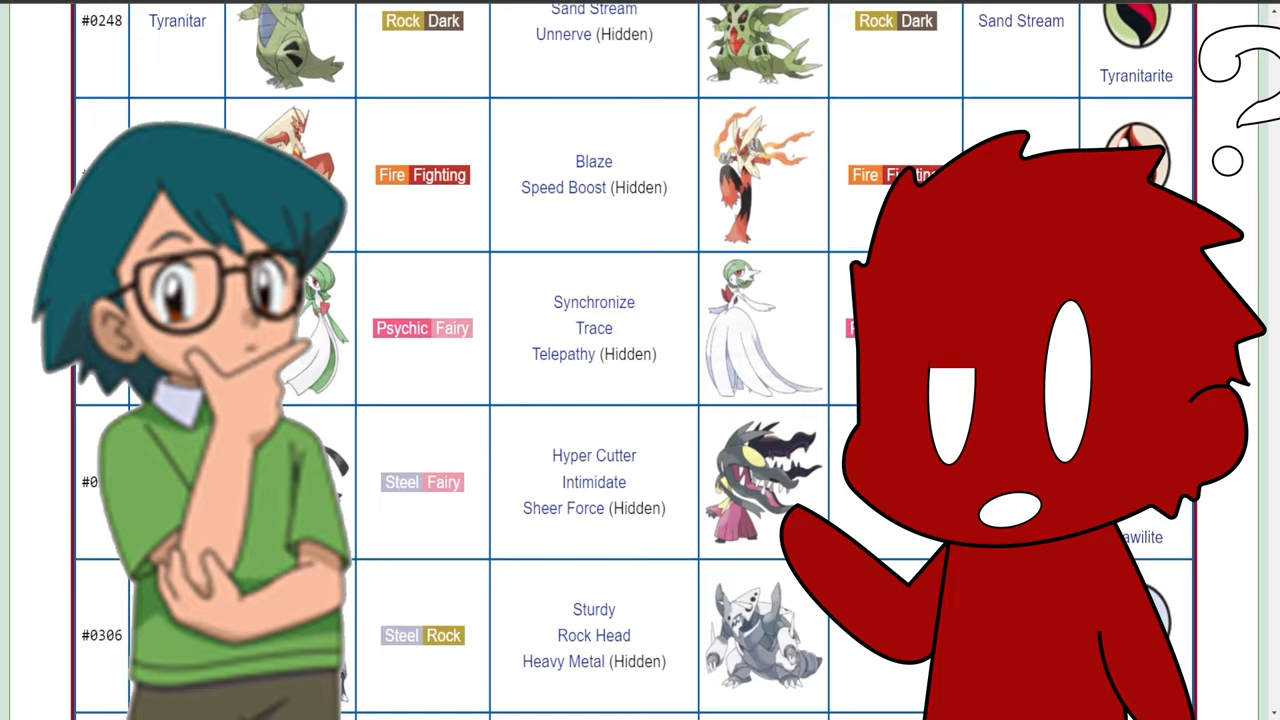 #0248 Tyranitar Rock Dark Sand Stream Rock Dark Sand Stream
Unnerve (Hidden)
Tyranitarite
?
Fire Fighting Blaze Fire
Speed Boost (Hidden)
Psychic Fairy Synchronize
Trace
Telepathy (Hidden)
Steel Fairy Hyper Cutter
Intimidate
Sheer Force (Hidden)
awilite
#0306 Steel Rock Sturdy
Rock Head
Heavy Metal (Hidden)